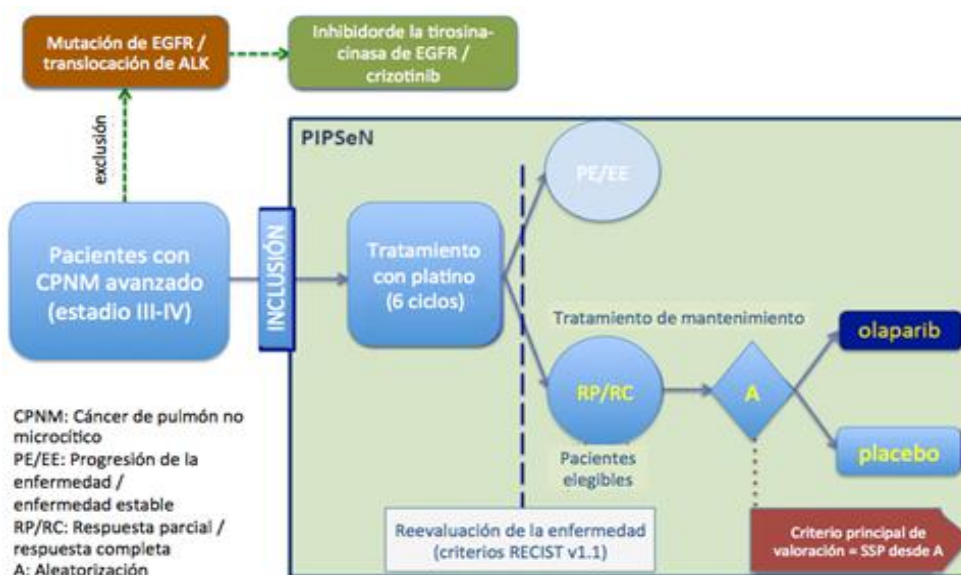 Mutación de EGFR /
translocación de ALK
Inhibidorde la tirosina-
cinasa de EGFR /
crizotinib
exclusión
PIPSeN
PE/EE
Pacientes con
CPNM avanzado
(estadio III-IV)
INCLUSIÓN
Tratamiento
con platino
(6 ciclos)
Tratamiento de mantenimiento
olaparib
RP/RC
A
placebo
Pacientes
elegibles
CPNM: Cáncer de pulmón no
microcítico
PE/EE: Progresión de la
enfermedad /
enfermedad estable
RP/RC: Respuesta parcial /
respuesta completa
A: Aleatorización
Reevaluación de la enfermedad
(criterios RECIST v1.1)
Criterio principal de
valoración = SSP desde A